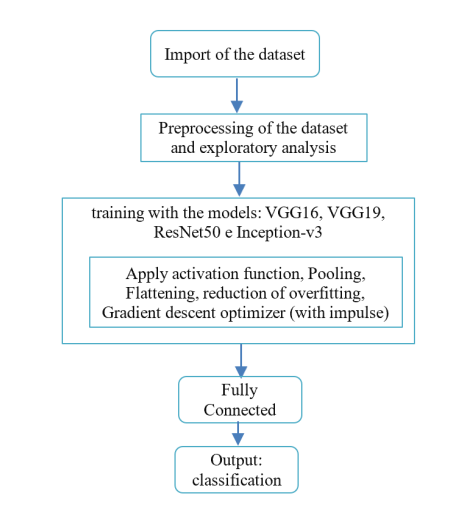 Import of the dataset
Preprocessing of the dataset
and exploratory analysis
training with the models: VGG16, VGG19,
ResNet50 e Inception-v3
Apply activation function, Pooling,
Flattening, reduction of overfitting,
Gradient descent optimizer (with impulse)
Fully
Connected
Output:
classification